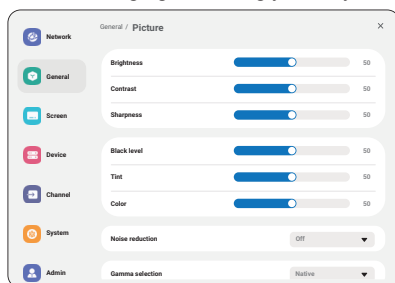 General / Picture ×
Network
General
Screen
Device
Channel
System
Admin
Brightness 50
Contrast 50
Sharpness 50
Black level 50
Tint 50
Color 50
Noise reduction Off
Gamma selection Native